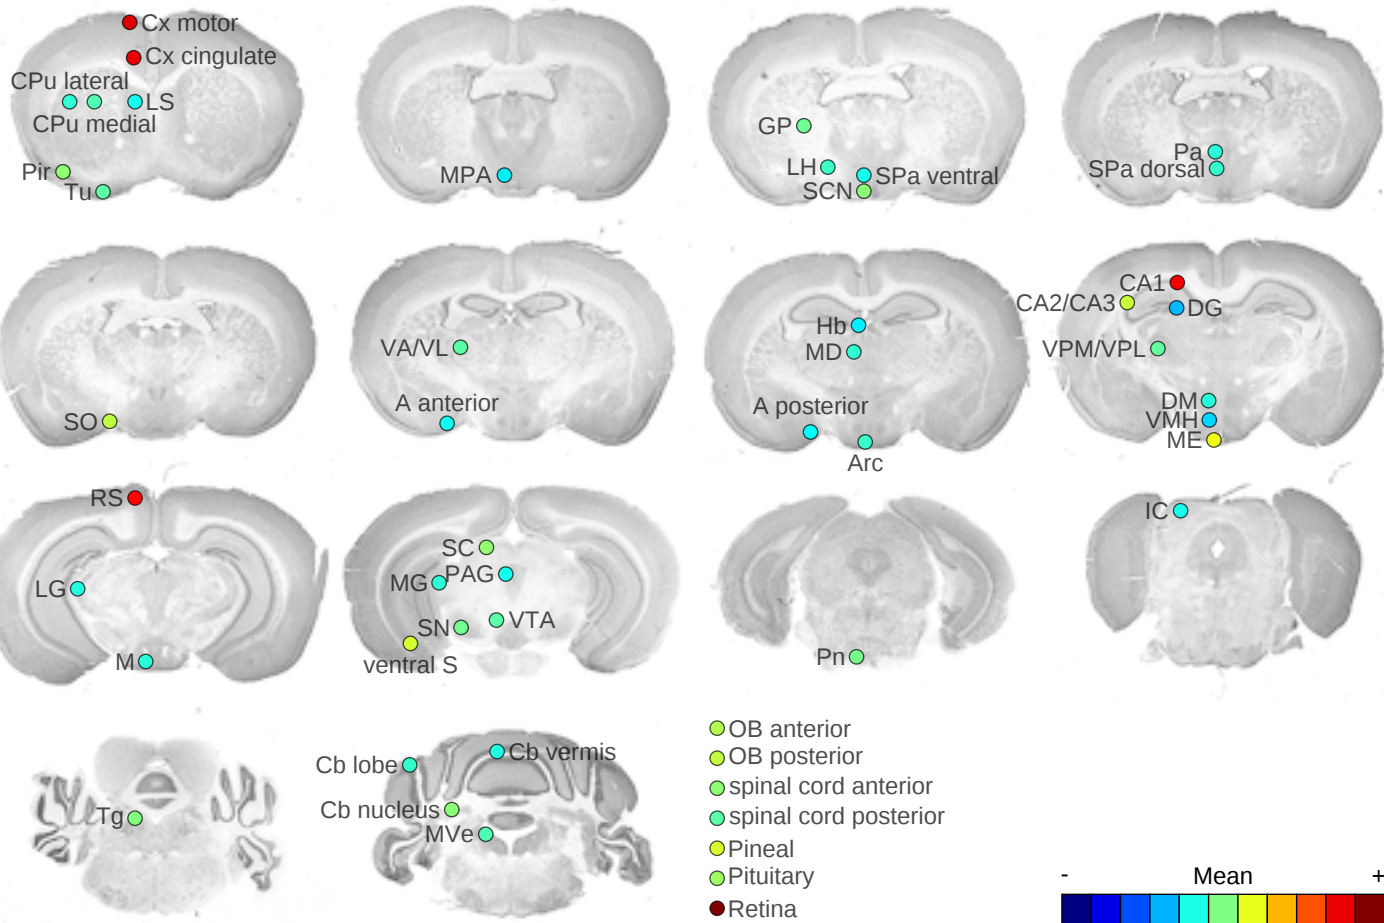 Cx motor
Cx cingulate
CPu lateral
LS
CPu medial
Pir
Tu
MPA
GP
LH
SPa ventral
SCN
Pa
SPa dorsal
SO
VA/VL
A anterior
Hb
MD
A posterior
Arc
CA1
CA2/CA3
DG
VPM/VPL
DM
VMH
ME
RS
LG
M
SC
MG
PAG
SN
VTA
ventral S
Pn
IC
Tg
Cb lobe
Cb vermis
Cb nucleus
MVe
OB anterior
OB posterior
spinal cord anterior
spinal cord posterior
Pineal
Pituitary
Retina
- Mean +